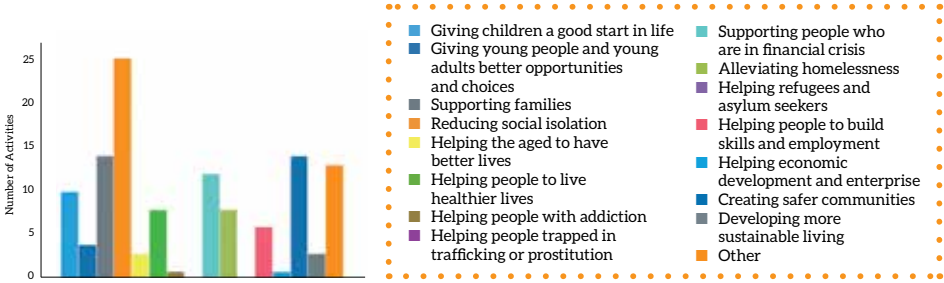 Number of Activities
25
20
15
10
5
0
Giving children a good start in life
Giving young people and young
adults better opportunities
and choices
Supporting families
Reducing social isolation
Helping the aged to have
better lives
Helping people to live
healthier lives
Helping people with addiction
Helping people trapped in
trafficking or prostitution
Supporting people who
are in financial crisis
Alleviating homelessness
Helping refugees and
asylum seekers
Helping people to build
skills and employment
Helping economic
development and enterprise
Creating safer communities
Developing more
sustainable living
Other